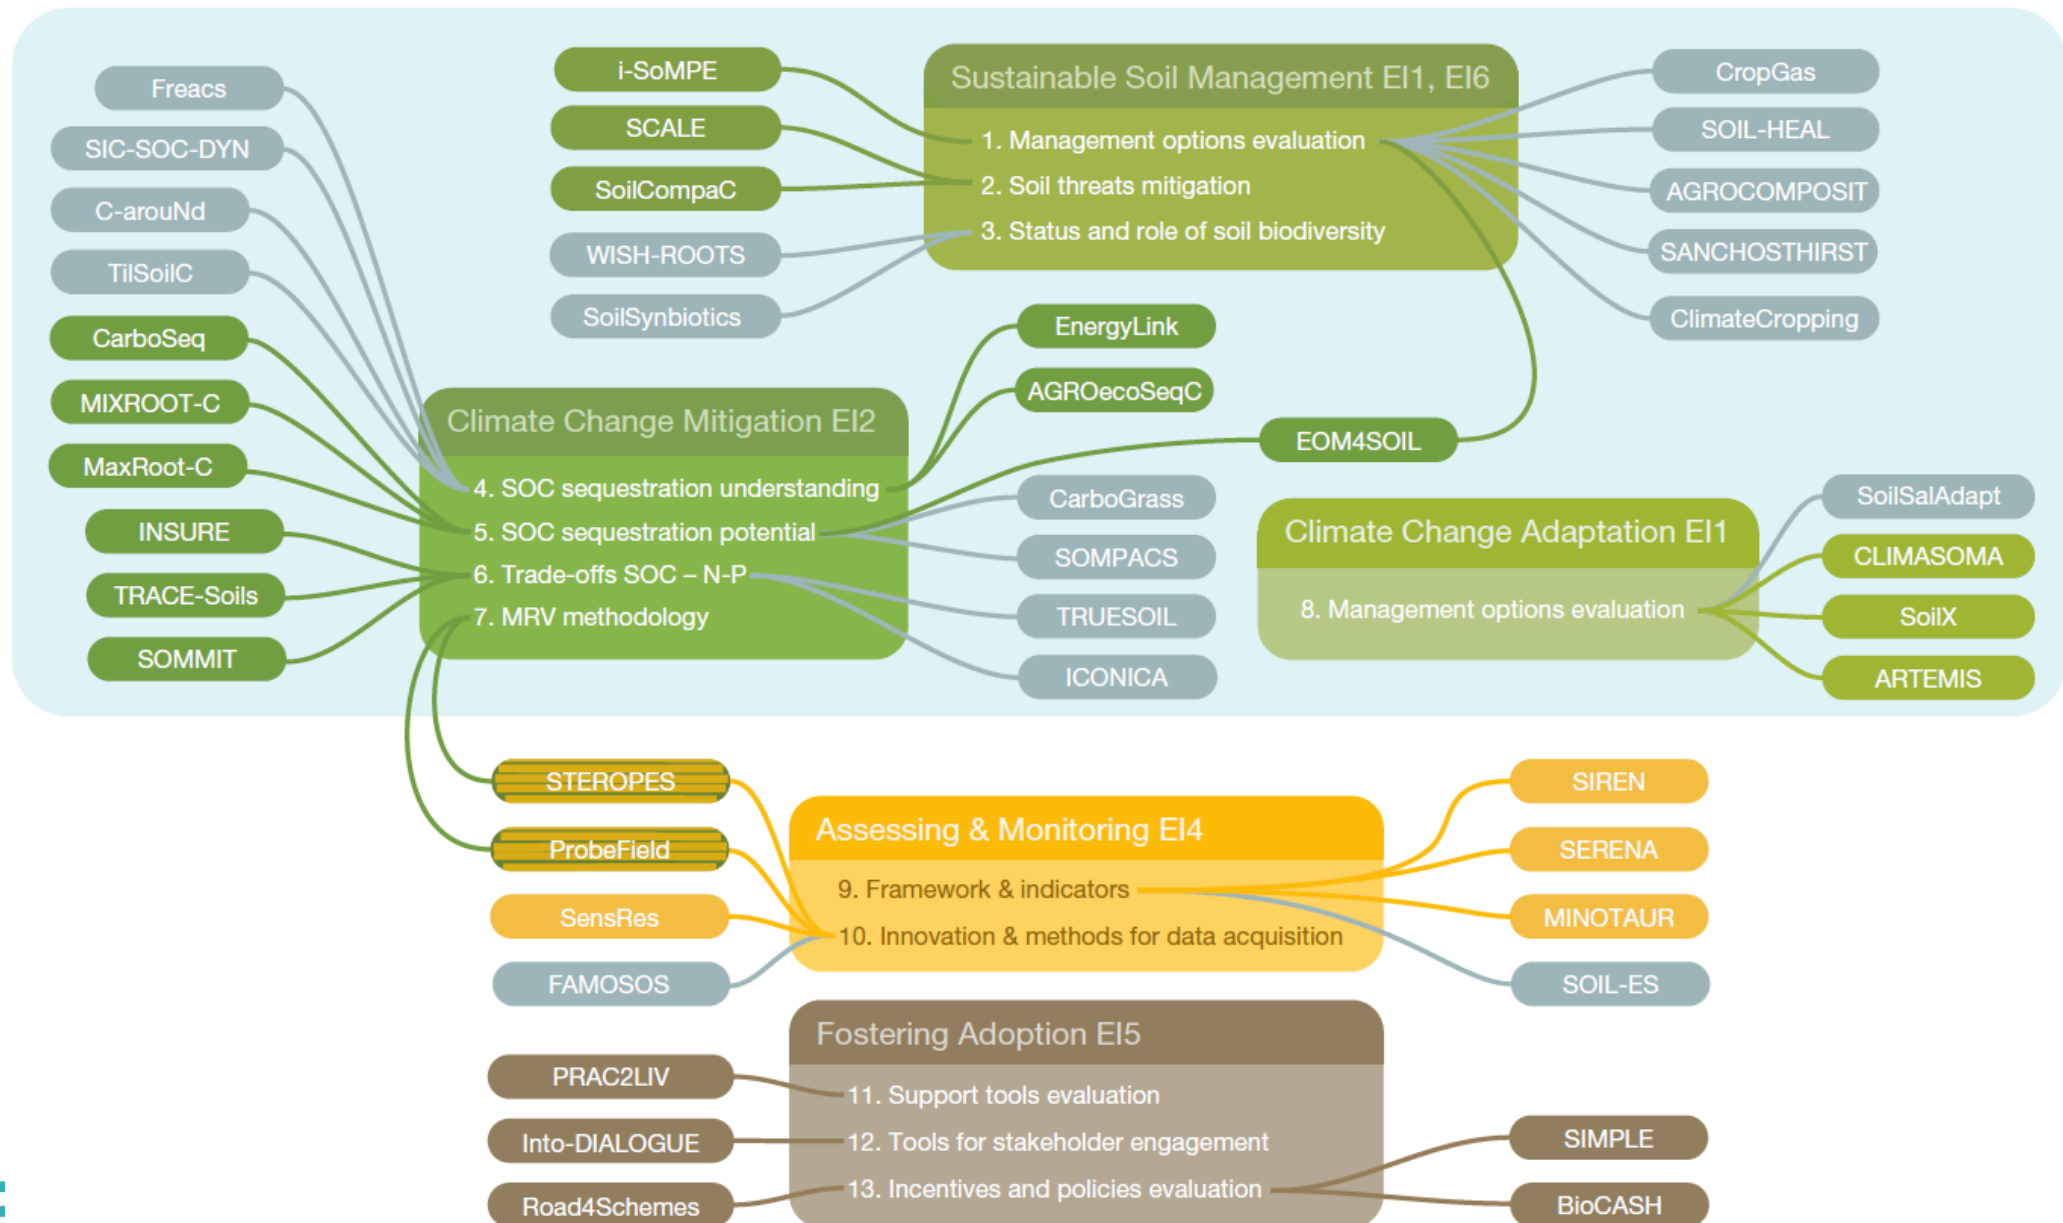 Freacs
SIC-SOC-DYN
C-arouNd
TilSoilC
CarboSeq
MIXROOT-C
MaxRoot-C
INSURE
TRACE-Soils
SOMMIT
i-SoMPE
SCALE
SoilCompaC
WISH-ROOTS
SoilSynbiotics
Sustainable Soil Management EI1, EI6
1. Management options evaluation
2. Soil threats mitigation
3. Status and role of soil biodiversity
CropGas
SOIL-HEAL
AGROCOMPOSIT
SANCHOSTHIRST
ClimateCropping
Climate Change Mitigation EI2
4. SOC sequestration understanding
5. SOC sequestration potential
6. Trade-offs SOC – N-P
7. MRV methodology
EnergyLink
AGROecoSeqC
EOM4SOIL
CarboGrass
SOMPACS
TRUESOIL
ICONICA
Climate Change Adaptation EI1
8. Management options evaluation
SoilSalAdapt
CLIMASOMA
SoilX
ARTEMIS
STEROPES
ProbeField
SensRes
FAMOSOS
Assessing & Monitoring EI4
9. Framework & indicators
10. Innovation & methods for data acquisition
SIREN
SERENA
MINOTAUR
SOIL-ES
PRAC2LIV
Into-DIALOGUE
Road4Schemes
Fostering Adoption EI5
11. Support tools evaluation
12. Tools for stakeholder engagement
13. Incentives and policies evaluation
SIMPLE
BioCASH